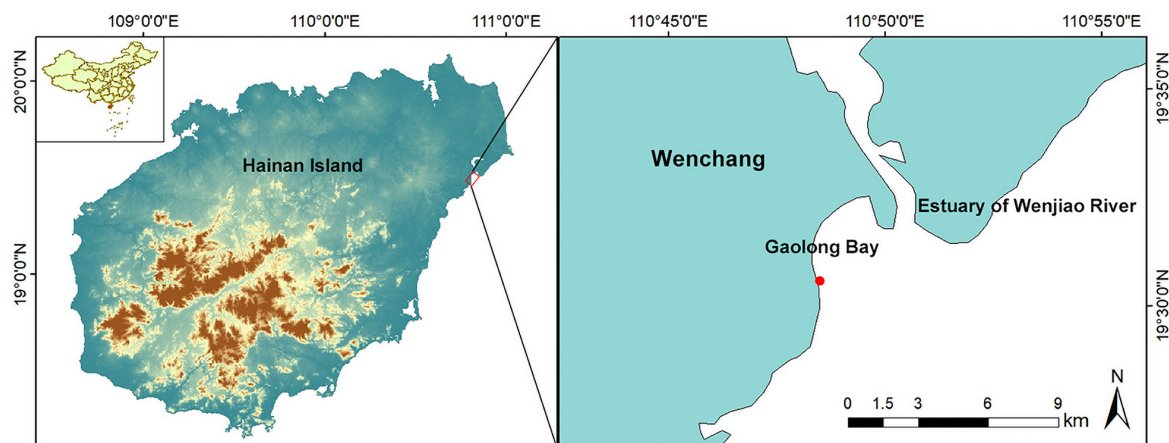 109°0'0"E
110°0'0"E
111°0'0"E
20°0'0"N
19°0'0"N
Hainan Island
110°45'0"E
110°50'0"E
110°55'0"E
19°35'0"N
19°30'0"N
Wenchang
Estuary of Wenjiao River
Gaolong Bay
N
0 1.5 3 6 9
km